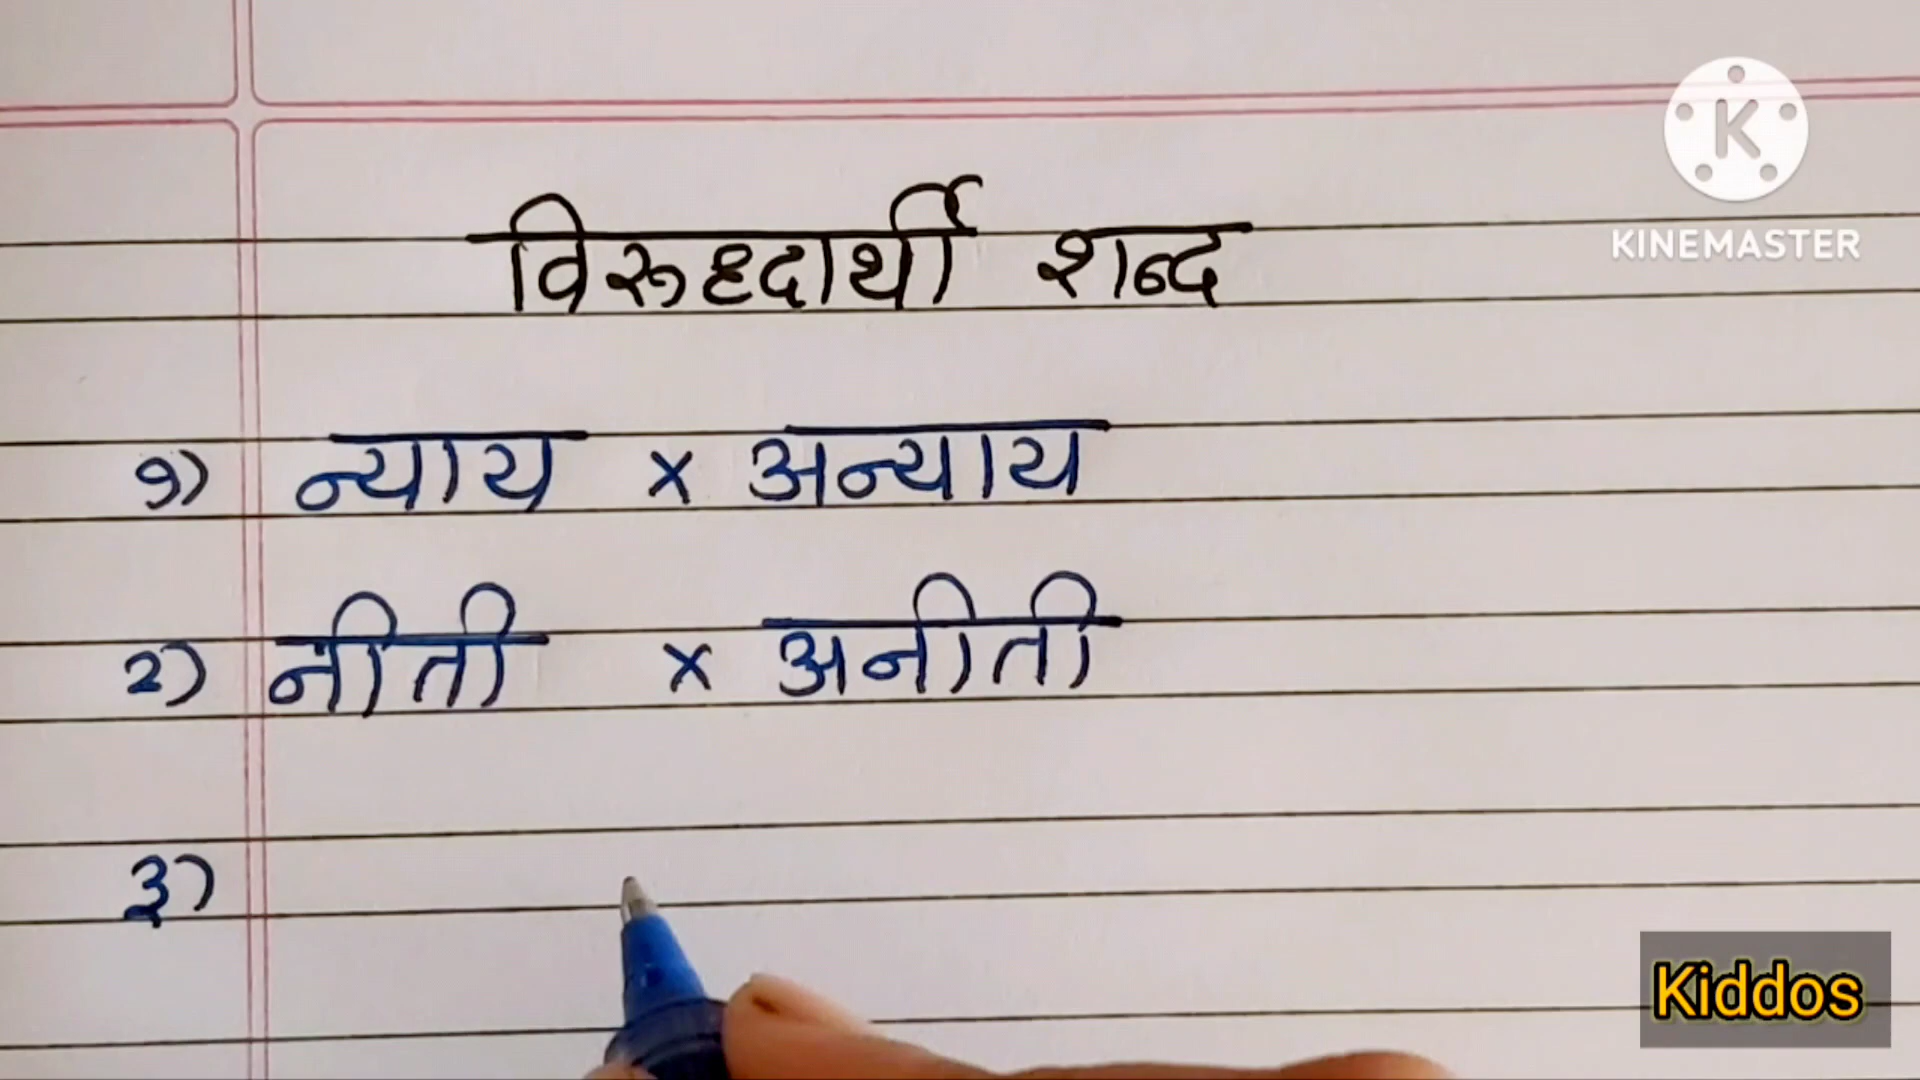 विरूद्दार्थी शब्द
KINEMASTER
१) न्याय x अन्याय
२) नीती x अनीती
३)
Kiddos